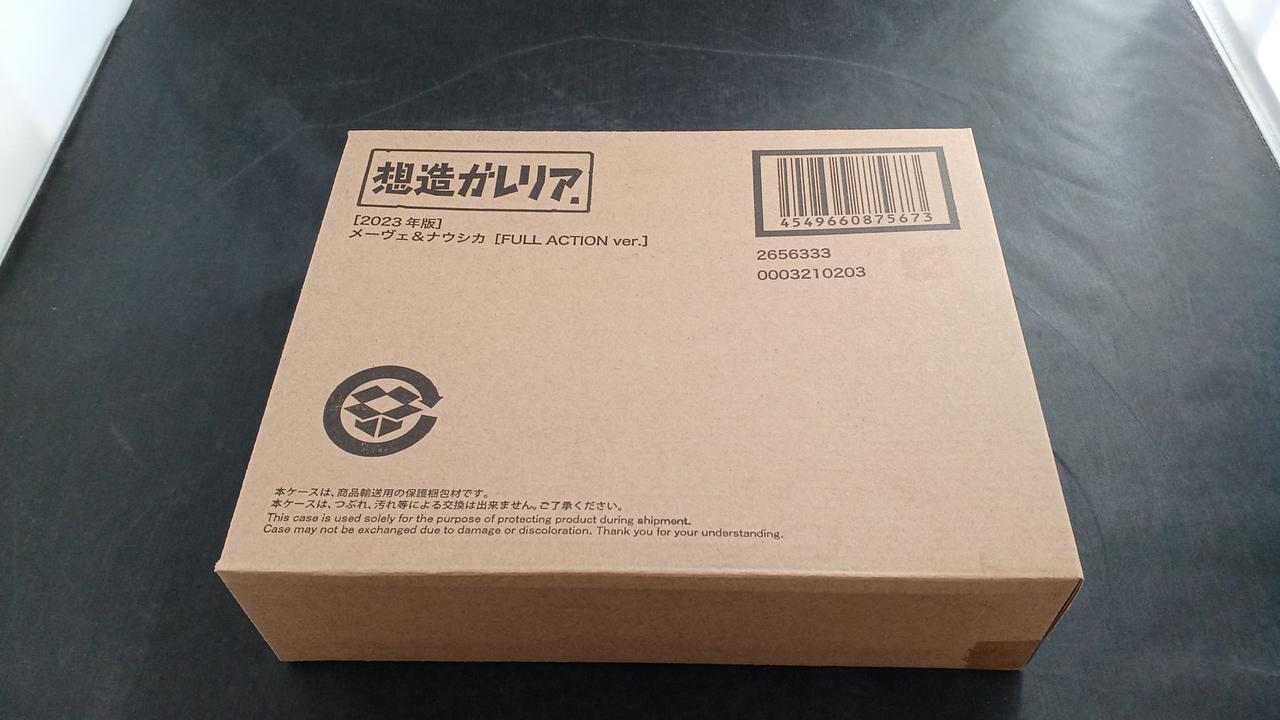 想造ガレリア.
[2023年版]
メーヴェ&ナウシカ [FULL ACTION ver.]
4549660875673
2656333
0003210203
本ケースは、商品輸送用の保護梱包材です。
本ケースは、つぶれ、汚れ等による交換は出来ません。ご了承ください。
This case is used solely for the purpose of protecting product during shipment.
Case may not be exchanged due to damage or discoloration. Thank you for your understanding.